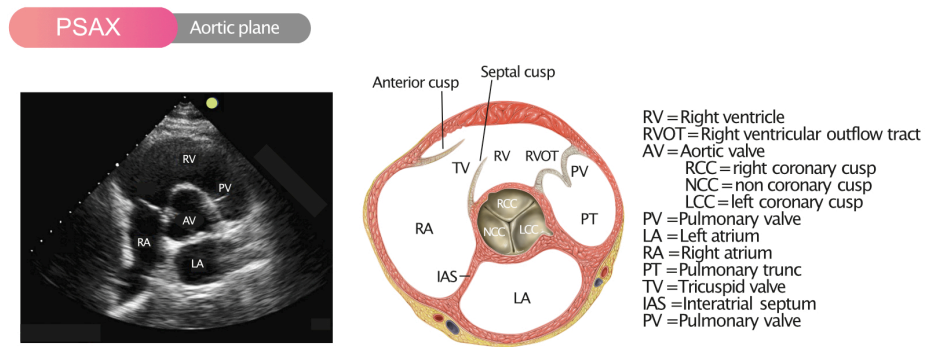 PSAX Aortic plane
RV
PV
AV
RA
LA
Anterior cusp
Septal cusp
TV
RV
RVOT
PV
RCC
NCC
LCC
RA
PT
IAS
LA
RV =Right ventricle
RVOT=Right ventricular outflow tract
AV=Aortic valve
RCC=right coronary cusp
NCC=non coronary cusp
LCC=left coronary cusp
PV=Pulmonary valve
LA=Left atrium
RA=Right atrium
PT =Pulmonary trunc
TV=Tricuspid valve
IAS =Interatrial septum
PV=Pulmonary valve